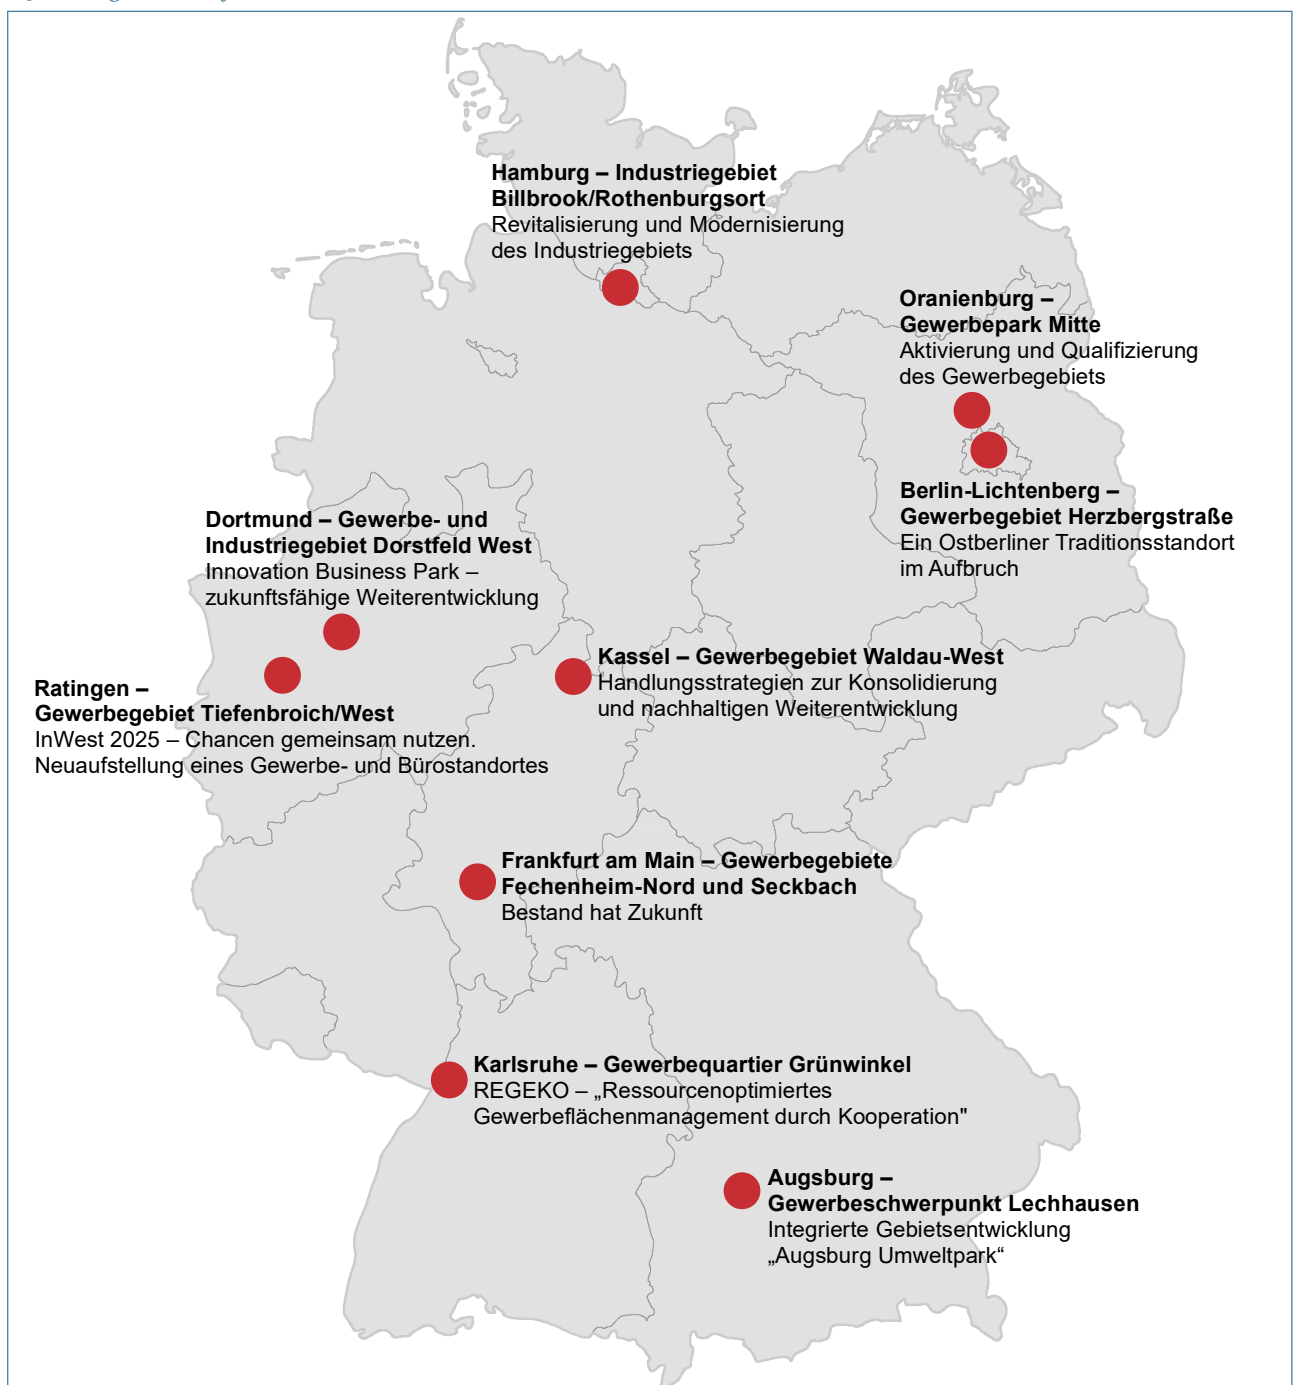 Hamburg – Industriegebiet
Billbrook/Rothenburgsort
Revitalisierung und Modernisierung
des Industriegebiets
Oranienburg –
Gewerbepark Mitte
Aktivierung und Qualifizierung
des Gewerbegebiets
Berlin-Lichtenberg –
Gewerbegebiet Herzbergstraße
Ein Ostberliner Traditionsstandort
im Aufbruch
Dortmund – Gewerbe- und
Industriegebiet Dorstfeld West
Innovation Business Park –
zukunftsfähige Weiterentwicklung
Kassel – Gewerbegebiet Waldau-West
Handlungsstrategien zur Konsolidierung
und nachhaltigen Weiterentwicklung
Ratingen –
Gewerbegebiet Tiefenbroich/West
InWest 2025 – Chancen gemeinsam nutzen.
Neuaufstellung eines Gewerbe- und Bürostandortes
Frankfurt am Main – Gewerbegebiete
Fechenheim-Nord und Seckbach
Bestand hat Zukunft
Karlsruhe – Gewerbequartier Grünwinkel
REGEKO – „Ressourcenoptimiertes
Gewerbeflächenmanagement durch Kooperation"
Augsburg –
Gewerbeschwerpunkt Lechhausen
Integrierte Gebietsentwicklung
„Augsburg Umweltpark“